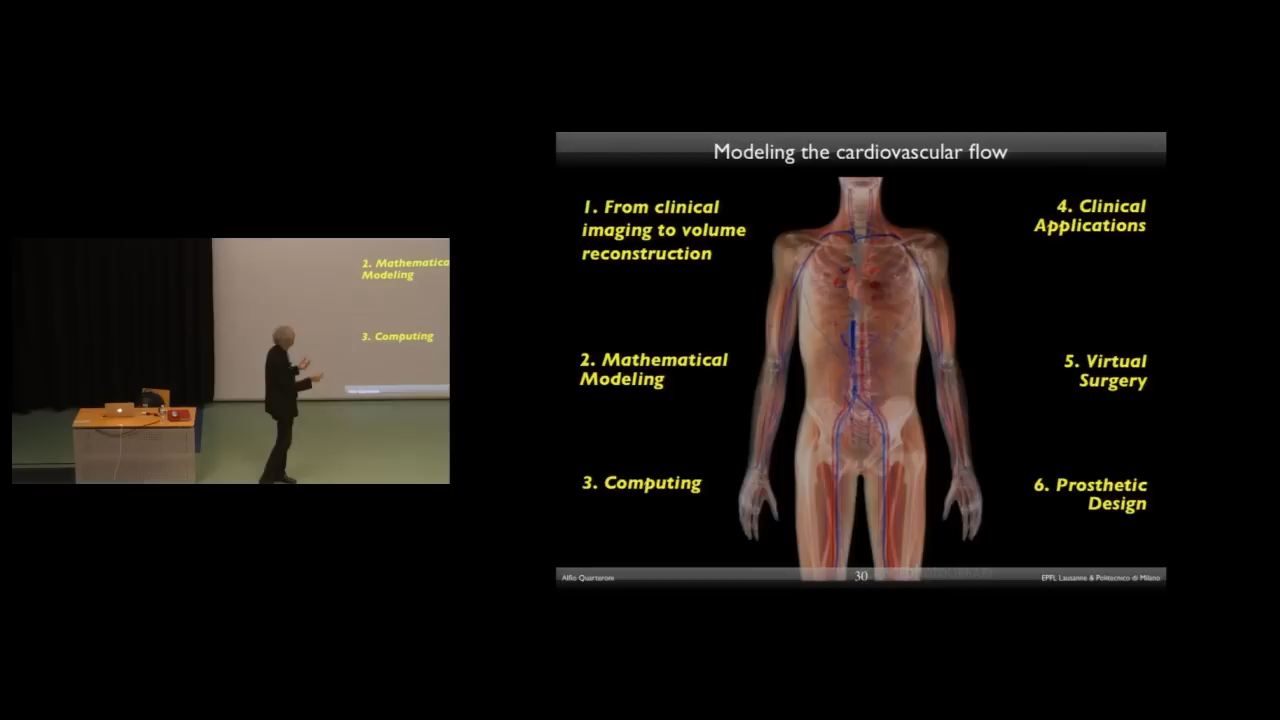 2. Mathematica
Modeling
3. Computing
Modeling the cardiovascular flow
1. From clinical
imaging to volume
reconstruction
2. Mathematical
Modeling
3. Computing
4. Clinical
Applications
5. Virtual
Surgery
6. Prosthetic
Design
Alfio Quarteroni
30
EPFL Lausanne & Politecnico di Milano